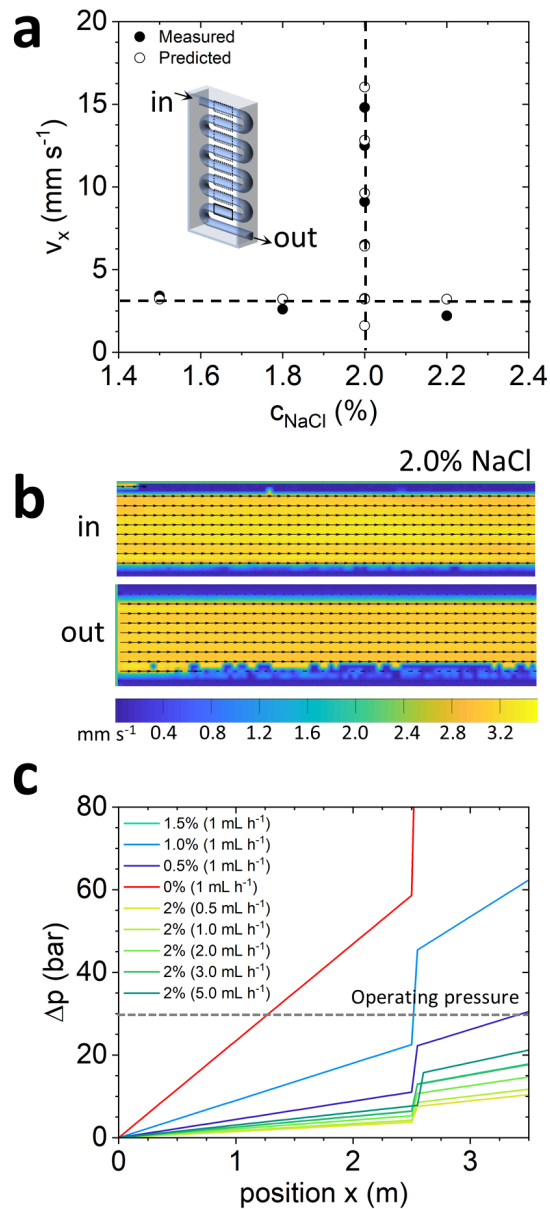 a
Measured
Predicted
in
out
20
15
10
5
0
v_x (mm s⁻¹)
1.4 1.6 1.8 2.0 2.2 2.4
c_NaCl (%)
2.0% NaCl
b
in
out
mm s⁻¹ 0.4 0.8 1.2 1.6 2.0 2.4 2.8 3.2
c
80
60
40
20
0
Δp (bar)
1.5% (1 mL h⁻¹)
1.0% (1 mL h⁻¹)
0.5% (1 mL h⁻¹)
0% (1 mL h⁻¹)
2% (0.5 mL h⁻¹)
2% (1.0 mL h⁻¹)
2% (2.0 mL h⁻¹)
2% (3.0 mL h⁻¹)
2% (5.0 mL h⁻¹)
Operating pressure
0 1 2 3
position x (m)